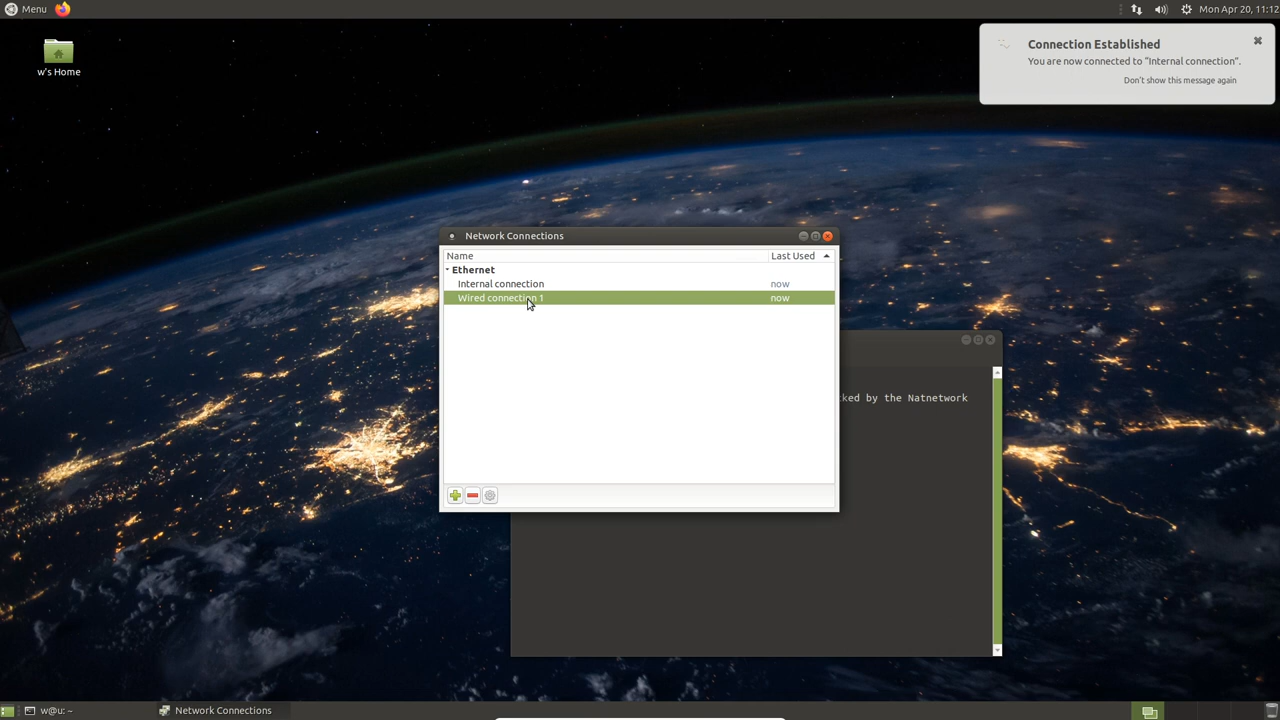 Menu
Mon Apr 20, 11:12
w's Home
Connection Established
You are now connected to “Internal connection”.
Don't show this message again
Network Connections
Name
Last Used
Ethernet
Internal connection
now
Wired connection 1
now
by the Natnetwork
w@u: ~
Network Connections